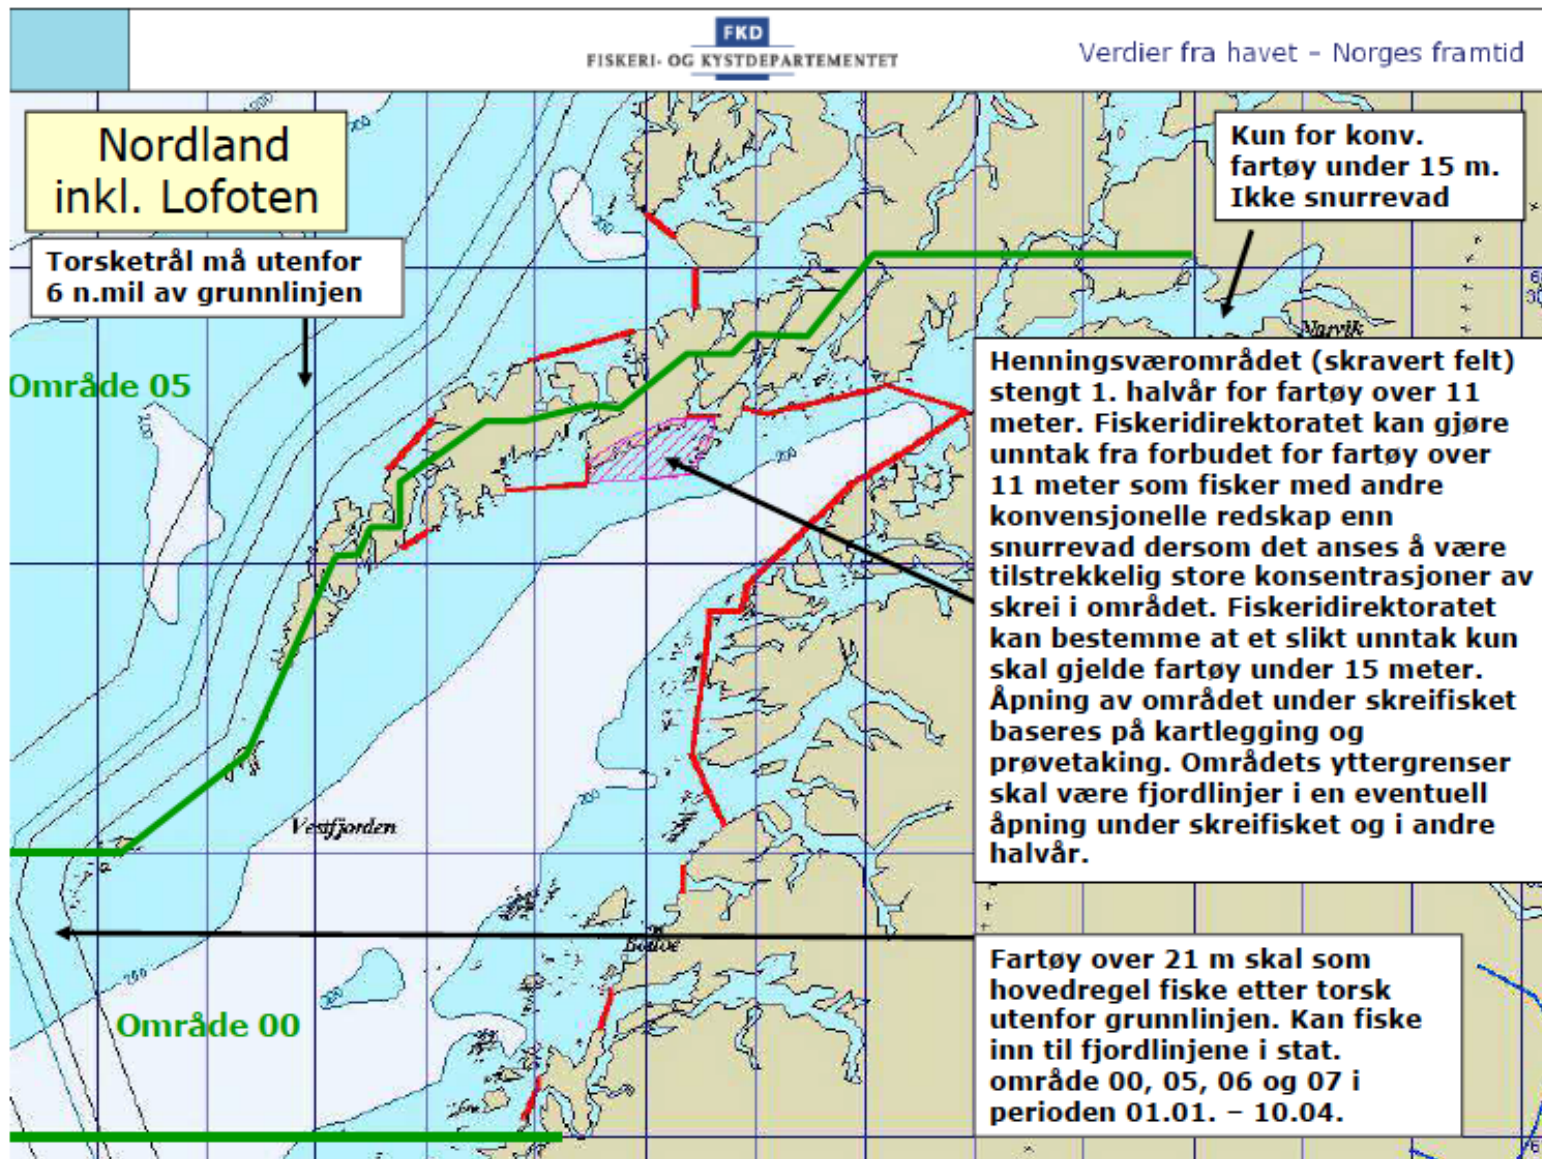 FKD
FISKERI- OG KYSTDEPARTEMENTET
Verdier fra havet – Norges framtid
Nordland
inkl. Lofoten
Torsketrål må utenfor
6 n.mil av grunnlinjen
Kun for konv.
fartøy under 15 m.
Ikke snurrevad
Narvik
Område 05
Henningsværområdet (skravert felt)
stengt 1. halvår for fartøy over 11
meter. Fiskeridirektoratet kan gjøre
unntak fra forbudet for fartøy over
11 meter som fisker med andre
konvensjonelle redskap enn
snurrevad dersom det anses å være
tilstrekkelig store konsentrasjoner av
skrei i området. Fiskeridirektoratet
kan bestemme at et slikt unntak kun
skal gjelde fartøy under 15 meter.
Åpning av området under skreifisket
baseres på kartlegging og
prøvetaking. Områdets yttergrenser
skal være fjordlinjer i en eventuell
åpning under skreifisket og i andre
halvår.
200
200
200
200
Vestfjorden
Område 00
Fartøy over 21 m skal som
hovedregel fiske etter torsk
utenfor grunnlinjen. Kan fiske
inn til fjordlinjene i stat.
område 00, 05, 06 og 07 i
perioden 01.01. – 10.04.